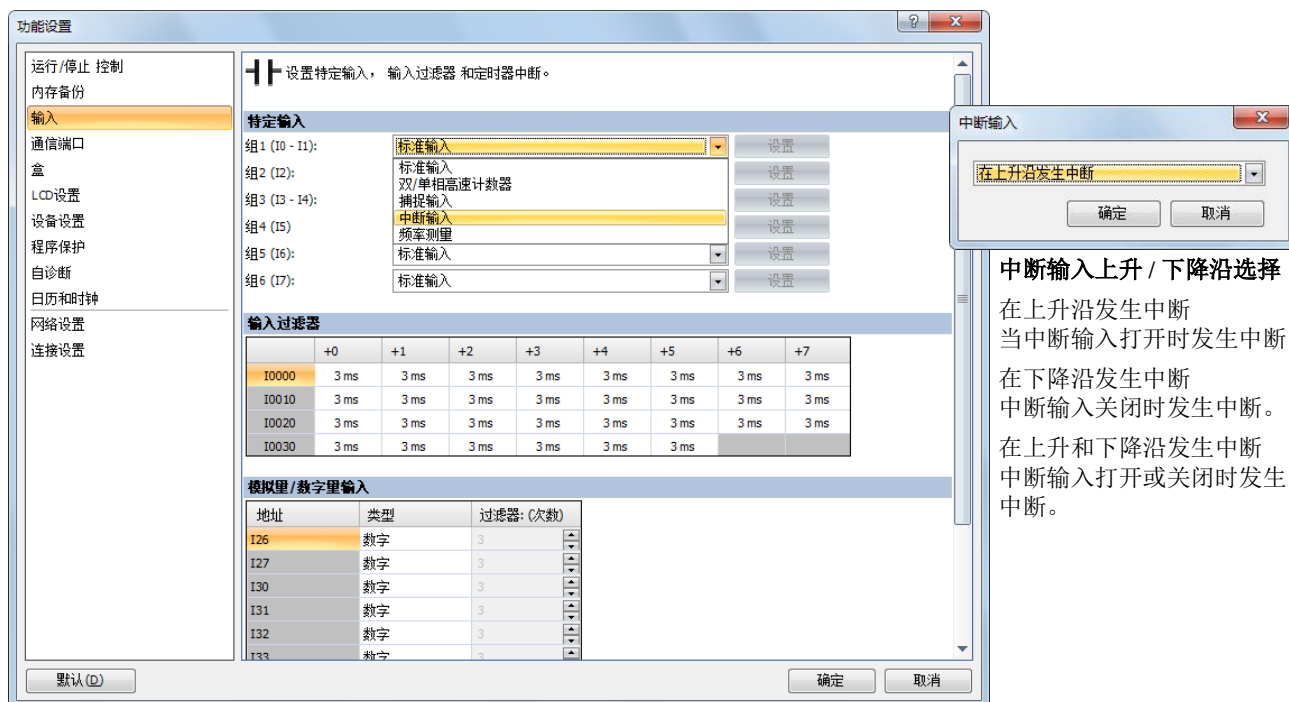 功能设置
运行/停止 控制
内存备份
输入
通信端口
盒
LCD设置
设备设置
程序保护
自诊断
日历和时钟
网络设置
连接设置
设置特定输入， 输入过滤器 和定时器中断。
特定输入
组1 (I0 - I1): 标准输入 设置
组2 (I2): 设置
组3 (I3 - I4): 设置
组4 (I5) 设置
标准输入
双/单相高速计数器
捕捉输入
中断输入
频率测量
组5 (I6): 标准输入 设置
组6 (I7): 标准输入 设置
输入过滤器
+0 +1 +2 +3 +4 +5 +6 +7
I0000 3 ms 3 ms 3 ms 3 ms 3 ms 3 ms 3 ms 3 ms
I0010 3 ms 3 ms 3 ms 3 ms 3 ms 3 ms 3 ms 3 ms
I0020 3 ms 3 ms 3 ms 3 ms 3 ms 3 ms 3 ms 3 ms
I0030 3 ms 3 ms 3 ms 3 ms 3 ms 3 ms
模拟里/数字里输入
地址 类型 过滤器: (次数)
I26 数字 3
I27 数字 3
I30 数字 3
I31 数字 3
I32 数字 3
I33 数字 3
默认(D) 确定 取消
中断输入
在上升沿发生中断
确定 取消
中断输入上升 / 下降沿选择
在上升沿发生中断
当中断输入打开时发生中断
在下降沿发生中断
中断输入关闭时发生中断。
在上升和下降沿发生中断
中断输入打开或关闭时发生
中断。